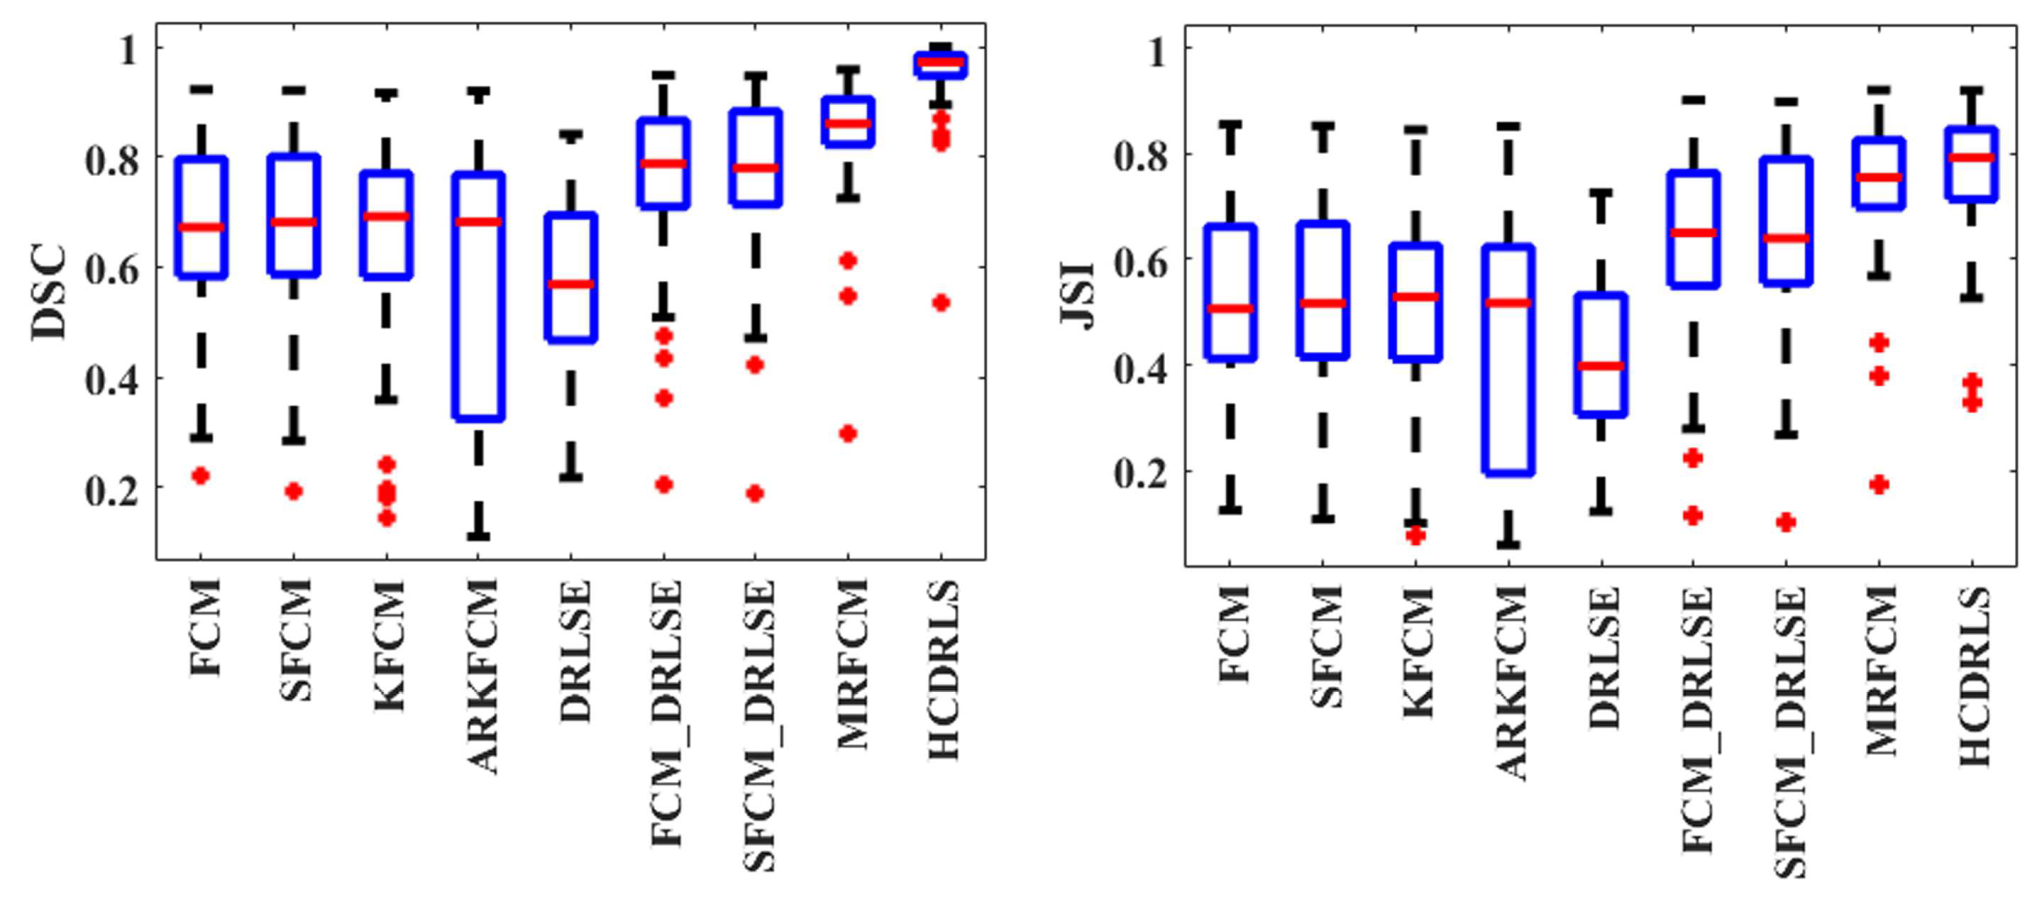 DSC
1
0.8
0.6
0.4
0.2
FCM
SFCM
KFCM
ARKFCM
DRLSE
FCM_DRLSE
SFCM_DRLSE
MRFCM
HCDRLS
JSI
1
0.8
0.6
0.4
0.2
FCM
SFCM
KFCM
ARKFCM
DRLSE
FCM_DRLSE
SFCM_DRLSE
MRFCM
HCDRLS